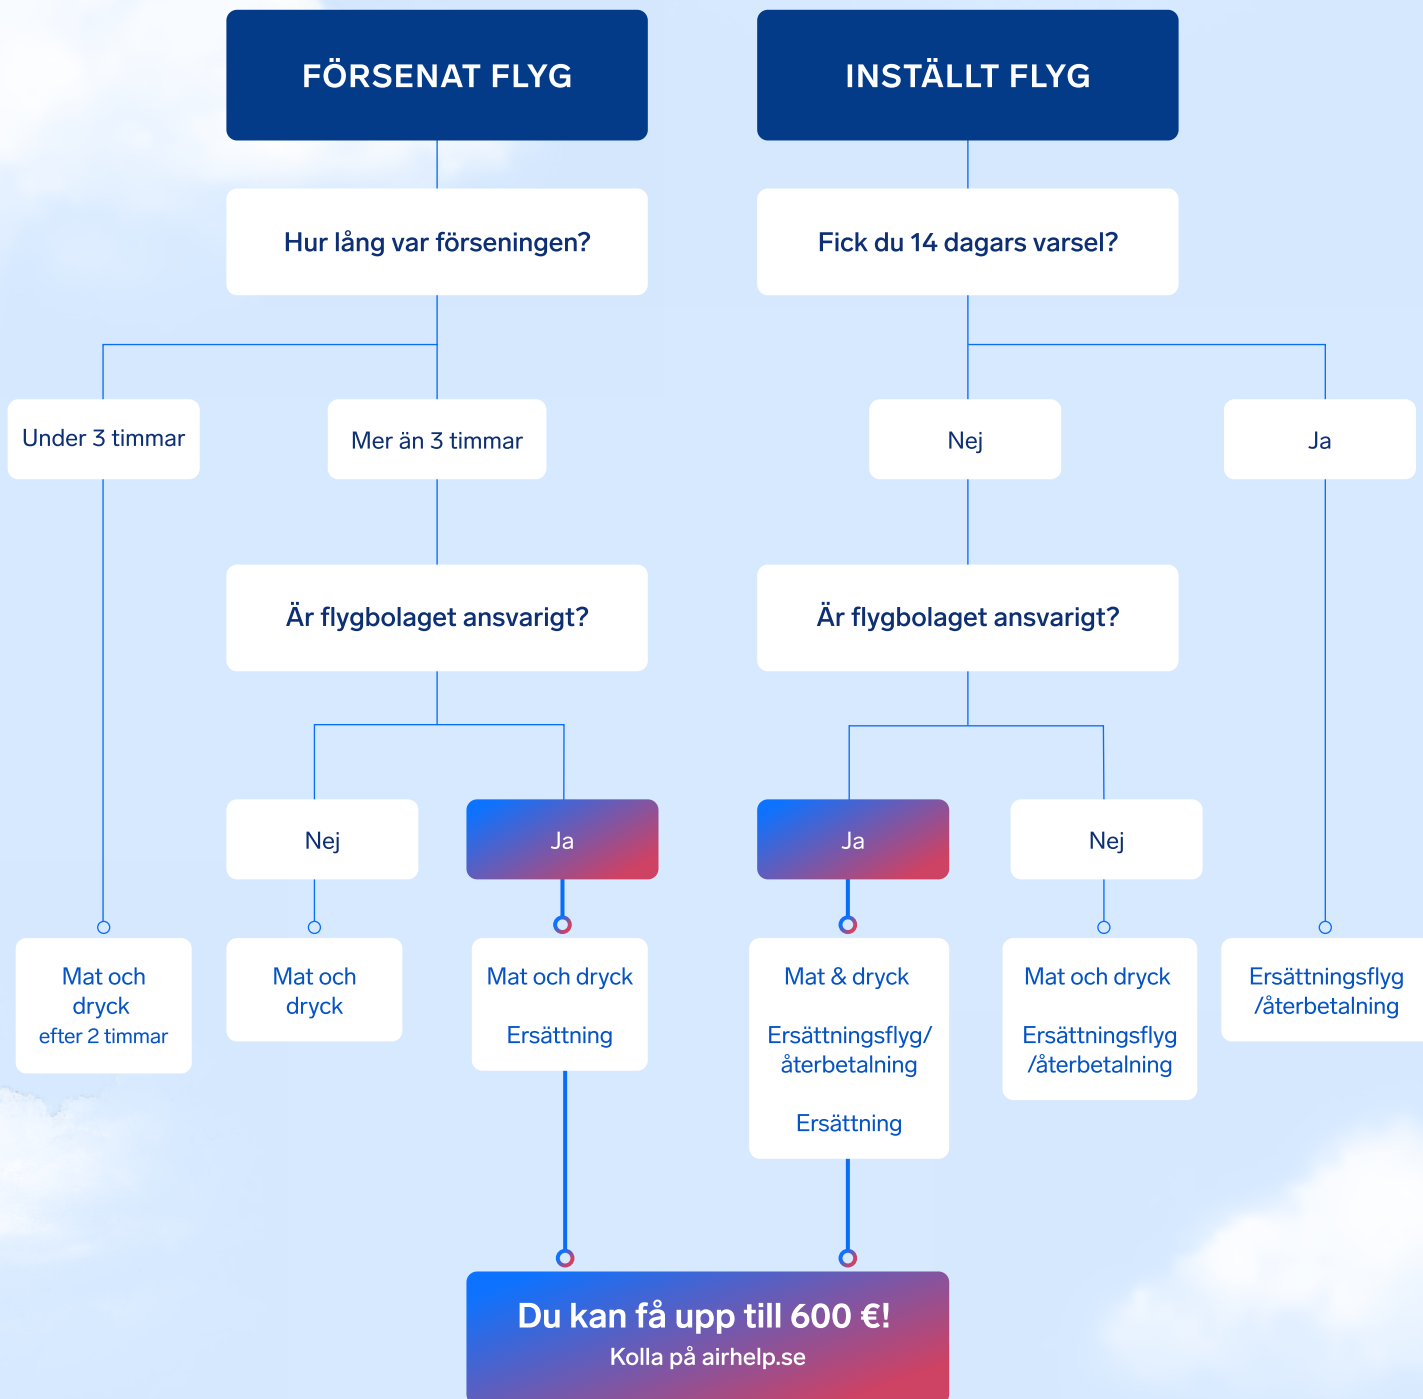 FÖRSENAT FLYG
INSTÄLLT FLYG
Hur lång var förseningen?
Fick du 14 dagars varsel?
Under 3 timmar
Mer än 3 timmar
Nej
Ja
Är flygbolaget ansvarigt?
Är flygbolaget ansvarigt?
Nej
Ja
Ja
Nej
Mat och
dryck
efter 2 timmar
Mat och
dryck
Mat och dryck
Ersättning
Mat & dryck
Ersättningsflyg/
återbetalning
Ersättning
Mat och dryck
Ersättningsflyg
/återbetalning
Ersättningsflyg
/återbetalning
Du kan få upp till 600 €!
Kolla på airhelp.se